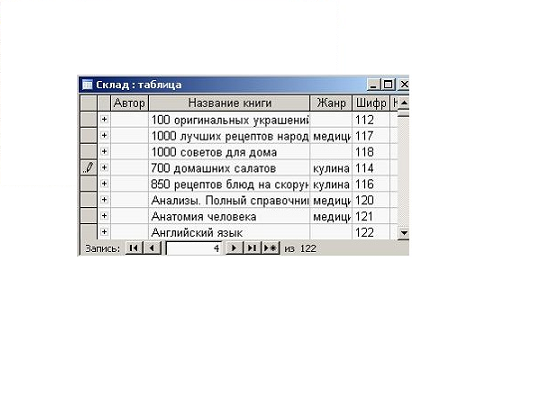 Склад : таблица
Автор Название книги Жанр Шифр
+ 100 оригинальных украшений 112
+ 1000 лучших рецептов народ медици 117
+ 1000 советов для дома 118
+ 700 домашних салатов кулина 114
+ 850 рецептов блюд на скорую кулина 116
+ Анализы. Полный справочни медици 120
+ Анатомия человека медици 121
+ Английский язык 122
Запись: 4 из 122